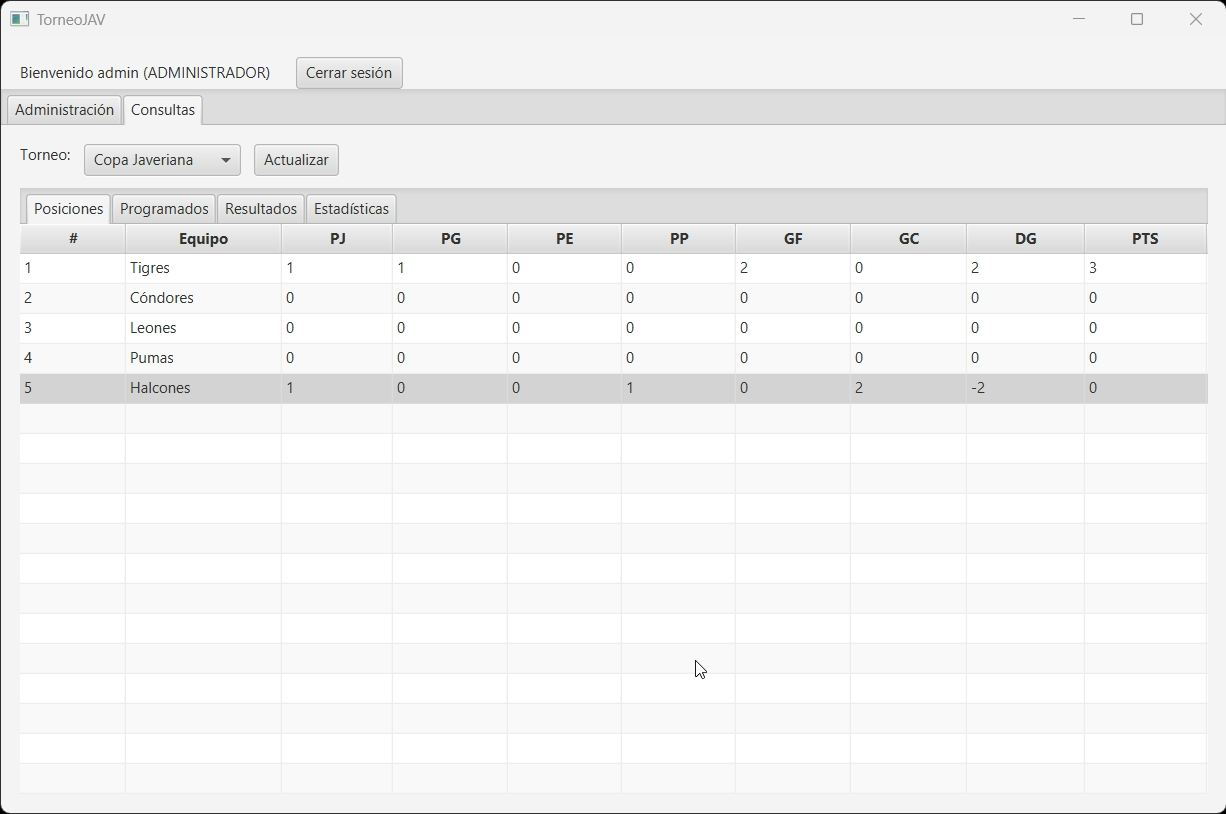 TorneoJAV
Bienvenido admin (ADMINISTRADOR) Cerrar sesión
Administración Consultas
Torneo: Copa Javeriana Actualizar
Posiciones Programados Resultados Estadísticas
# Equipo PJ PG PE PP GF GC DG PTS
1 Tigres 1 1 0 0 2 0 2 3
2 Cóndores 0 0 0 0 0 0 0 0
3 Leones 0 0 0 0 0 0 0 0
4 Pumas 0 0 0 0 0 0 0 0
5 Halcones 1 0 0 1 0 2 -2 0